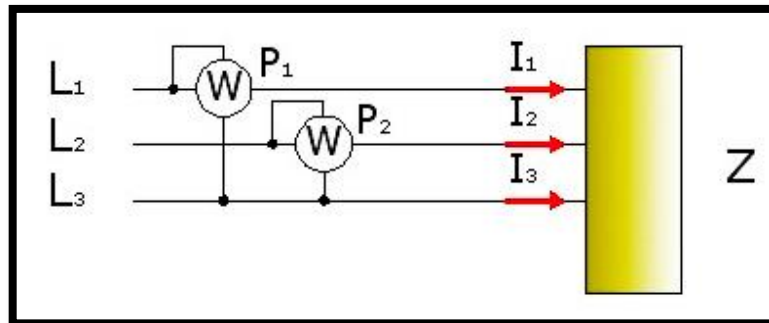 L₁ W P₁ I₁
L₂ W P₂ I₂
L₃ I₃ Z